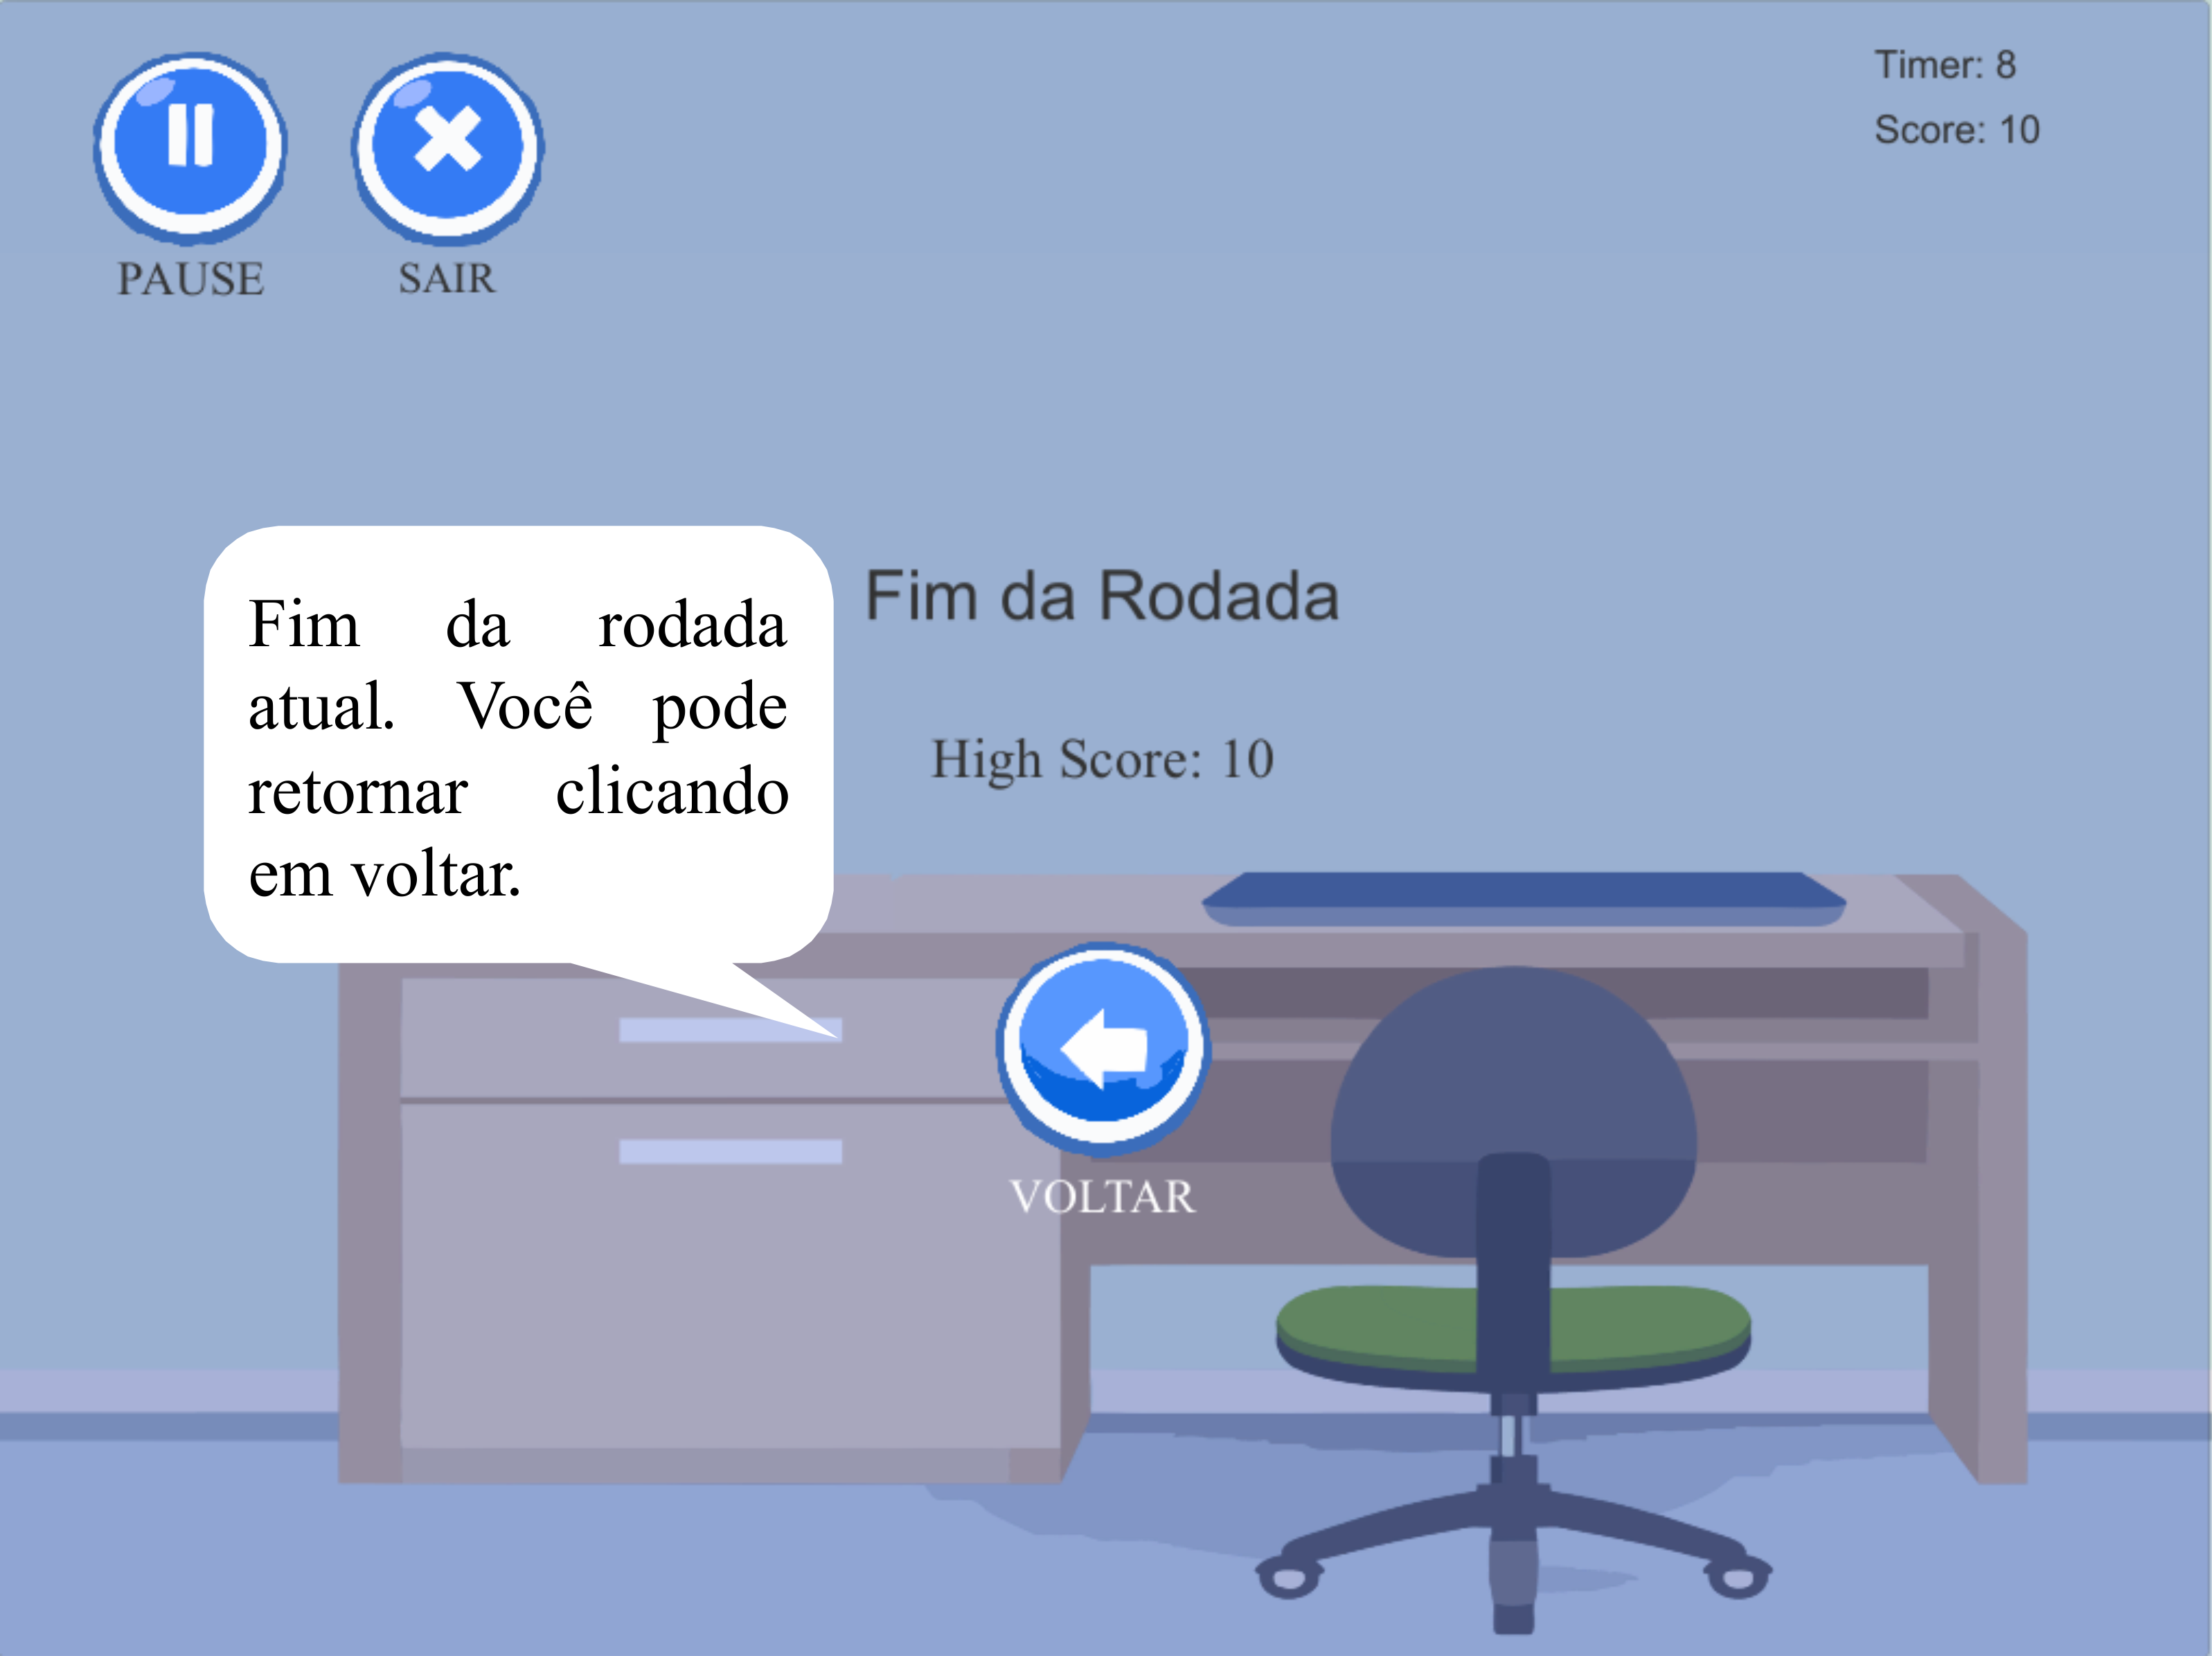 Timer: 8
Score: 10
PAUSE
SAIR
Fim da Rodada
High Score: 10
Fim da rodada
atual. Você pode
retornar clicando
em voltar.
VOLTAR